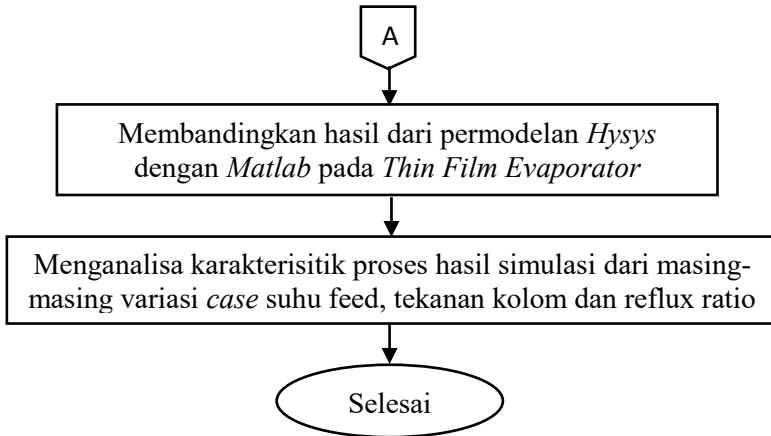 A
Membandingkan hasil dari permodelan Hysys
dengan Matlab pada Thin Film Evaporator
Menganalisa karakterisitik proses hasil simulasi dari masing-
masing variasi case suhu feed, tekanan kolom dan reflux ratio
Selesai